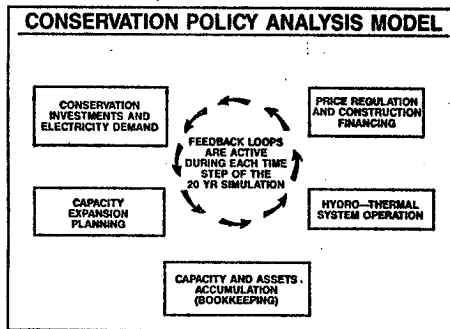 CONSERVATION POLICY ANALYSIS MODEL
CONSERVATION
INVESTMENTS AND
ELECTRICITY DEMAND
PRICE REGULATION
AND CONSTRUCTION
FINANCING
FEEDBACK LOOPS
ARE ACTIVE
DURING EACH TIME
STEP OF THE
20 YR SIMULATION
CAPACITY
EXPANSION
PLANNING
HYDRO—THERMAL
SYSTEM OPERATION
CAPACITY AND ASSETS
ACCUMULATION
(BOOKKEEPING)